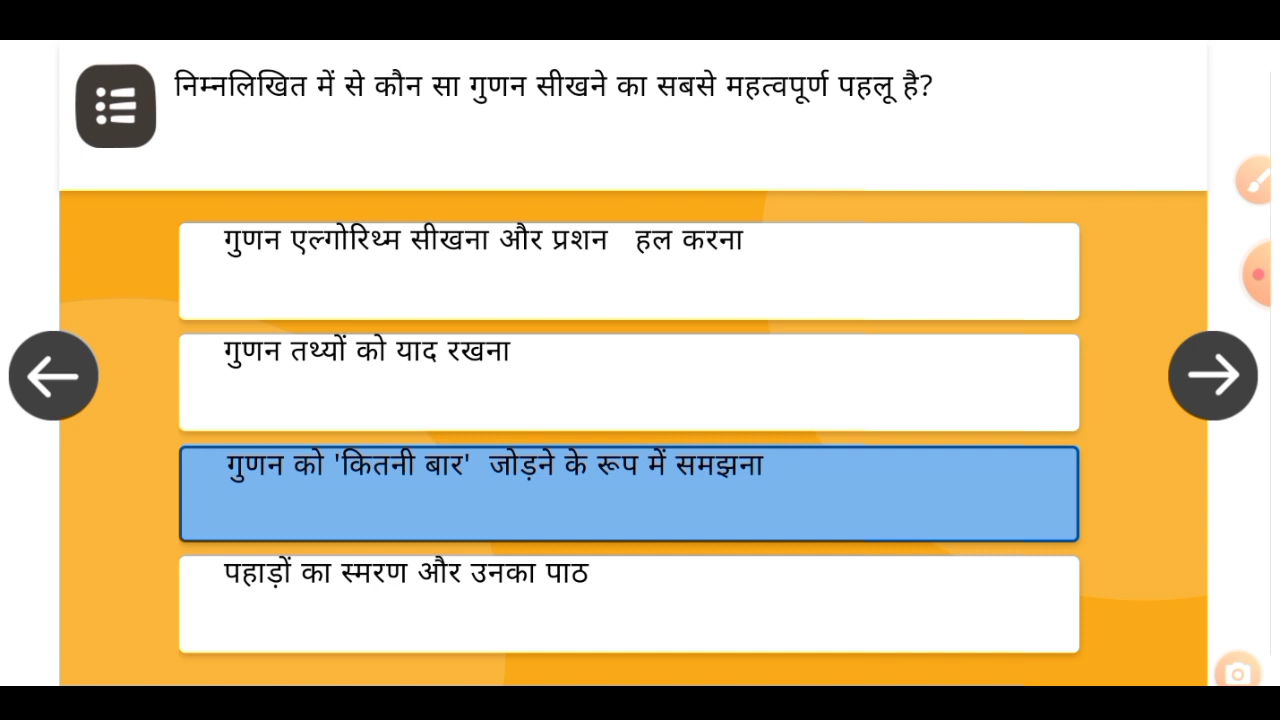 निम्नलिखित में से कौन सा गुणन सीखने का सबसे महत्वपूर्ण पहलू है?
गुणन एल्गोरिथ्म सीखना और प्रशन हल करना
गुणन तथ्यों को याद रखना
गुणन को 'कितनी बार' जोड़ने के रूप में समझना
पहाड़ों का स्मरण और उनका पाठ